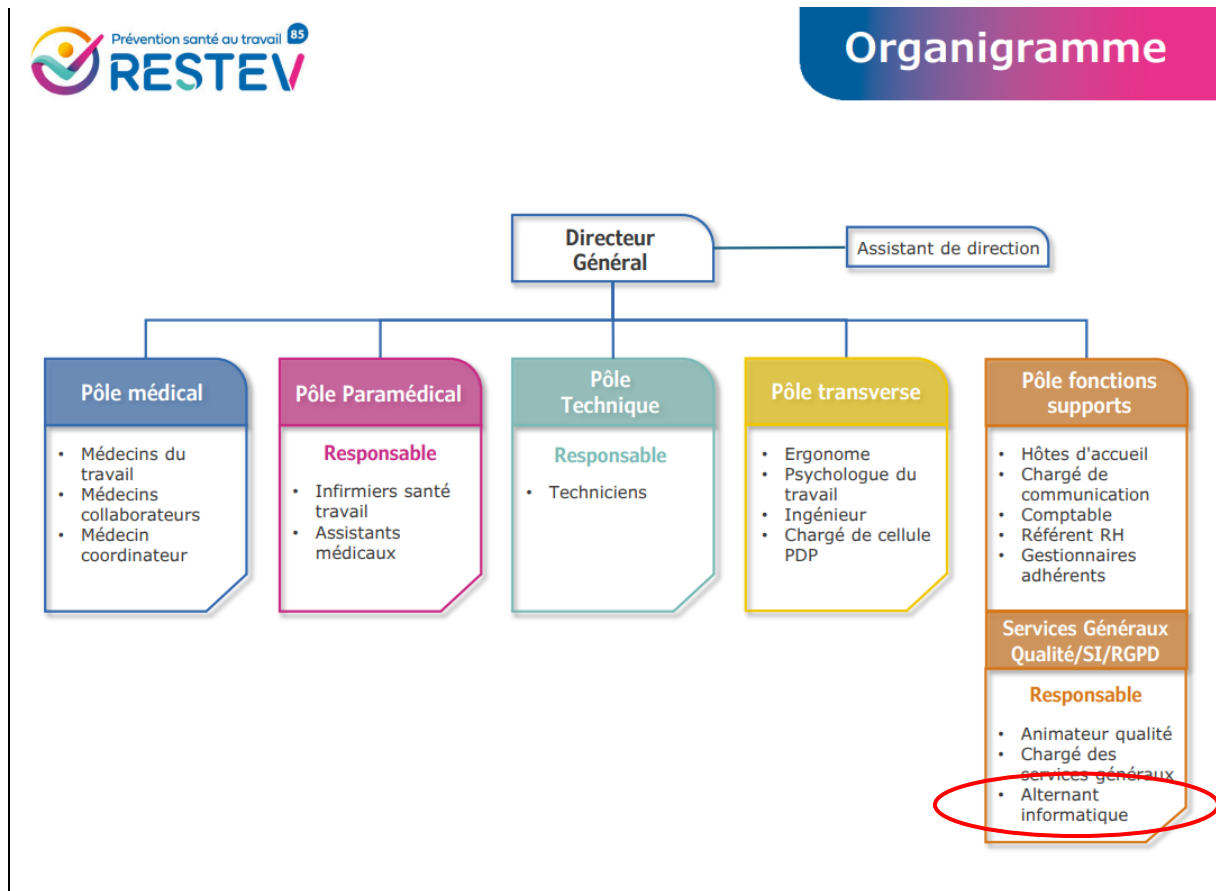 Prévention santé au travail 85
RESTEV
Organigramme
Directeur
Général
Assistant de direction
Pôle médical
• Médecins du
travail
• Médecins
collaborateurs
• Médecin
coordinateur
Pôle Paramédical
Responsable
• Infirmiers santé
travail
• Assistants
médicaux
Pôle
Technique
Responsable
• Techniciens
Pôle transverse
• Ergonome
• Psychologue du
travail
• Ingénieur
• Chargé de cellule
PDP
Pôle fonctions
supports
• Hôtes d'accueil
• Chargé de
communication
• Comptable
• Référent RH
• Gestionnaires
adhérents
Services Généraux
Qualité/SI/RGPD
Responsable
• Animateur qualité
• Chargé des
services généraux
• Alternant
informatique